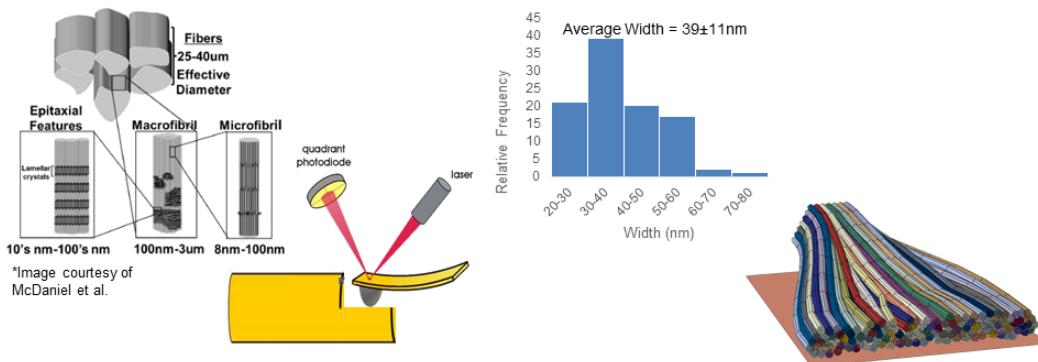 Fibers
25-40um
Effective
Diameter
Epitaxial
Features
Macrofibril
Microfibril
Lamellar
crystals
10's nm-100's nm
100nm-3um
8nm-100nm
*Image courtesy of
McDaniel et al.
quadrant
photodiode
laser
Average Width = 39±11nm
Relative Frequency
45
40
35
30
25
20
15
10
5
0
20-30
30-40
40-50
50-60
60-70
70-80
Width (nm)